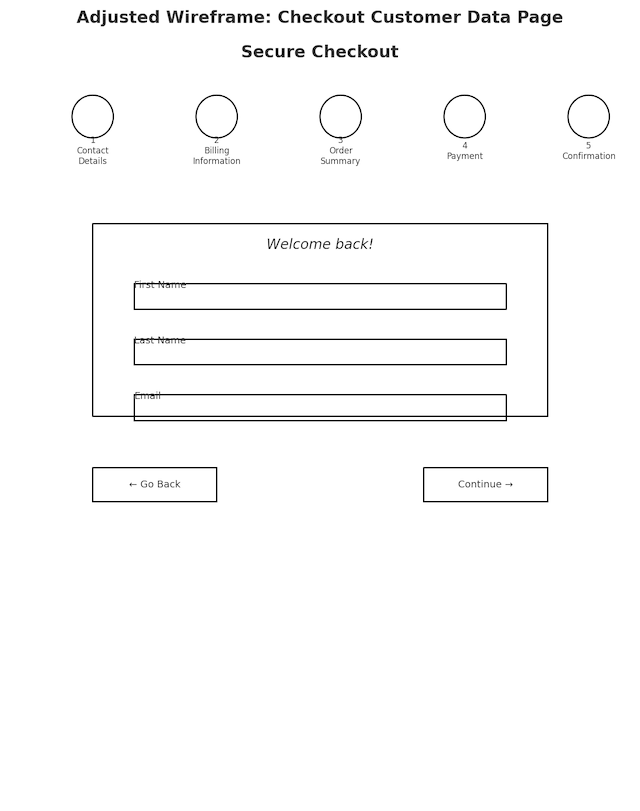 Adjusted Wireframe: Checkout Customer Data Page
Secure Checkout
1
Contact
Details
2
Billing
Information
3
Order
Summary
4
Payment
5
Confirmation
Welcome back!
First Name
Last Name
Email
← Go Back
Continue →